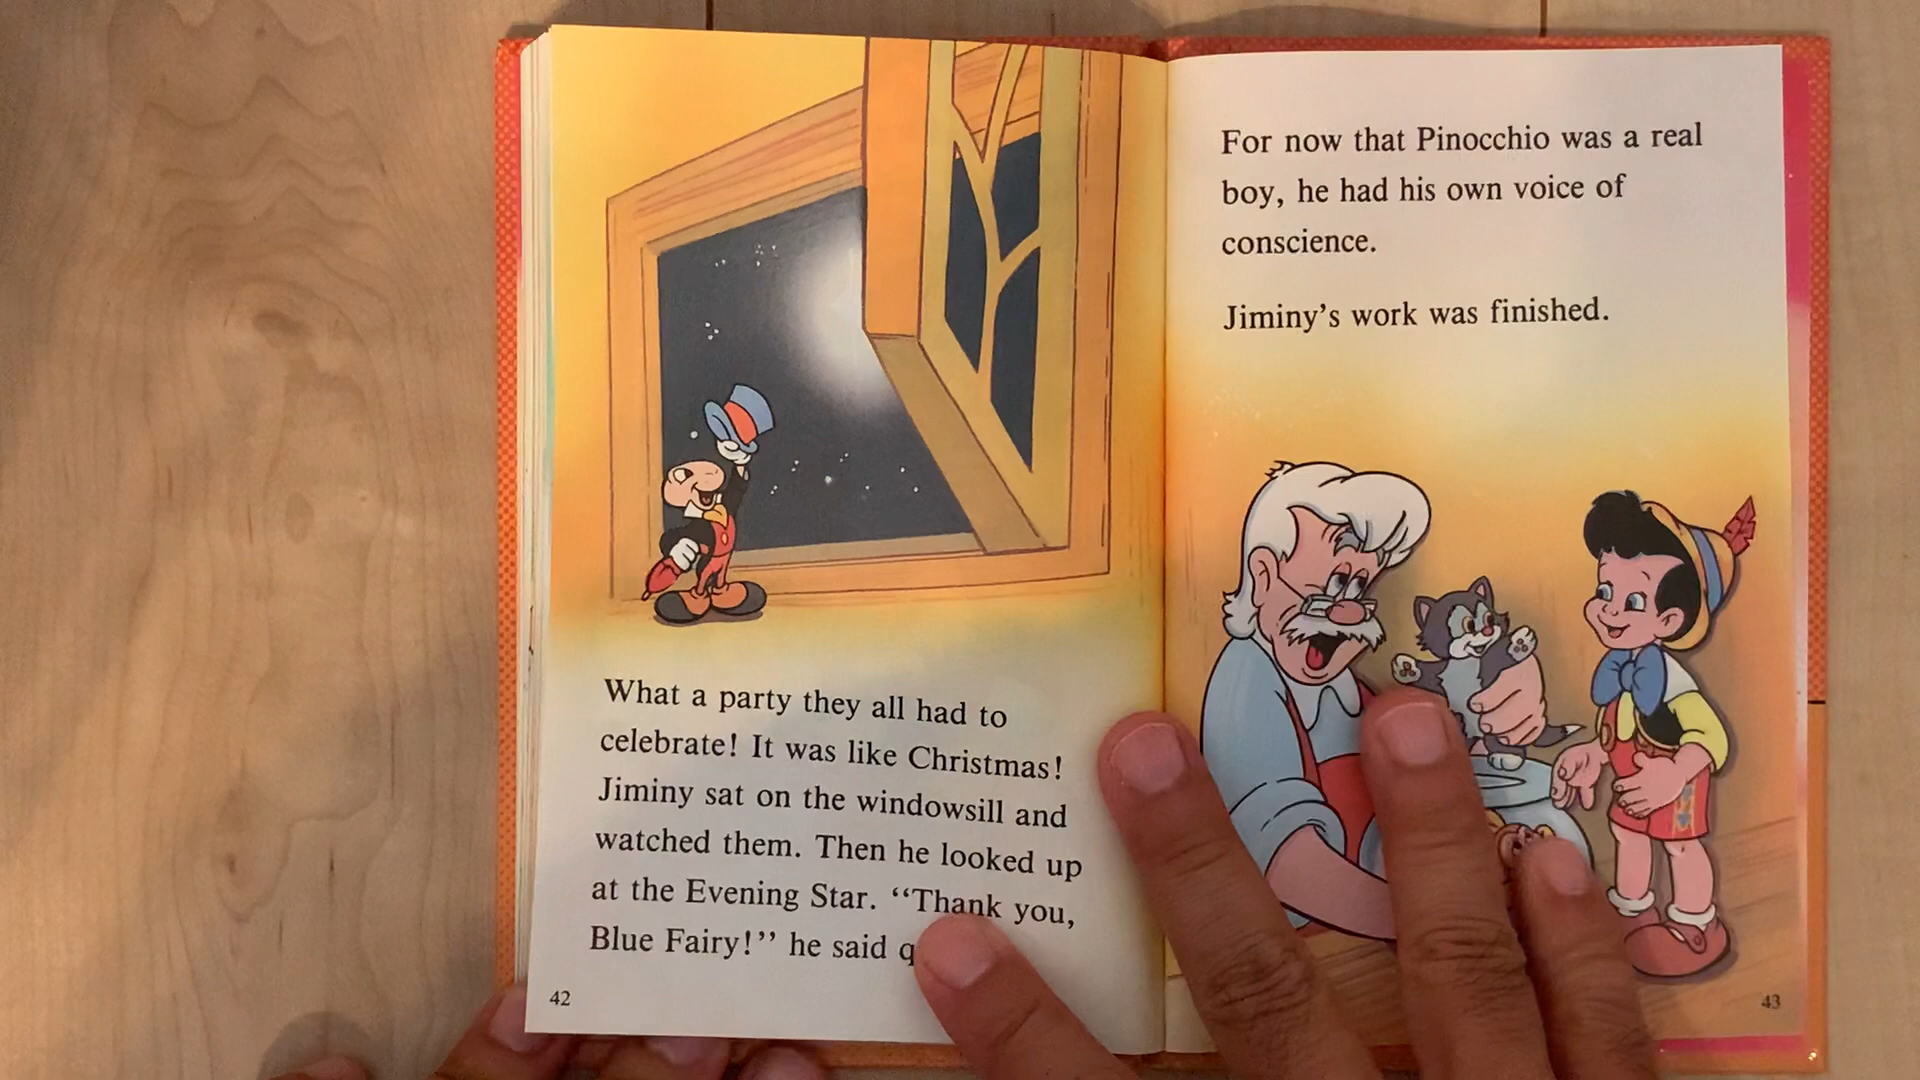 What a party they all had to
celebrate! It was like Christmas!
Jiminy sat on the windowsill and
watched them. Then he looked up
at the Evening Star. “Thank you,
Blue Fairy!” he said
42
For now that Pinocchio was a real
boy, he had his own voice of
conscience.
Jiminy’s work was finished.
43